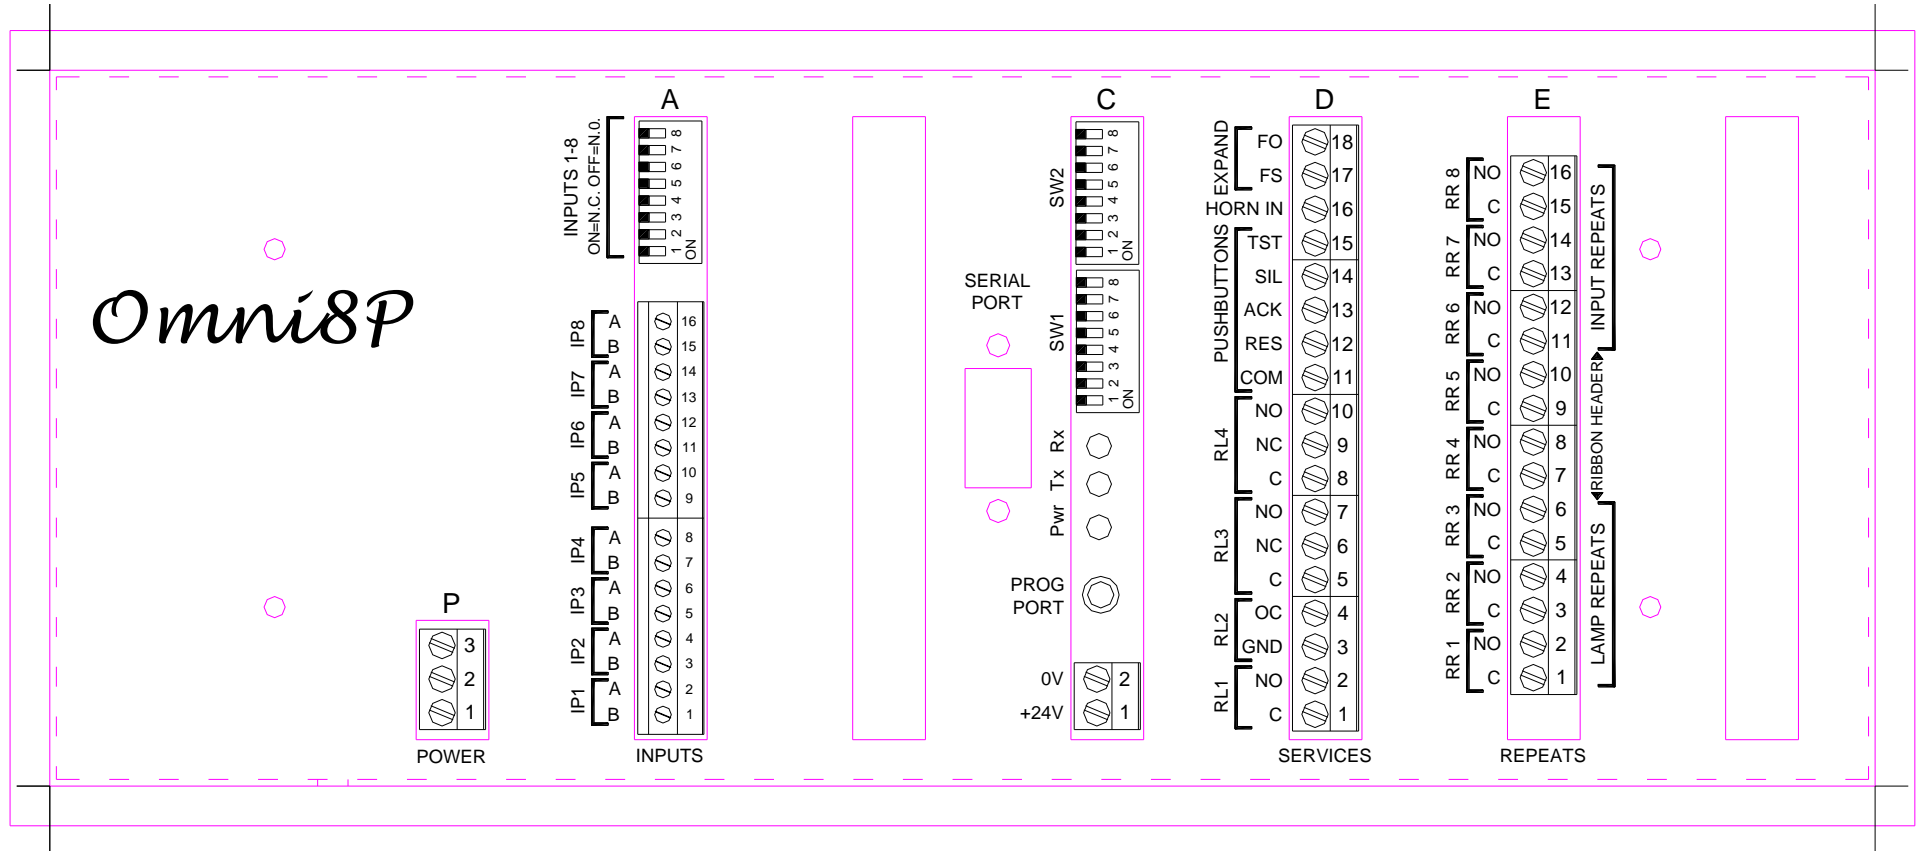 Omni8P
P
3
2
1
POWER
A
INPUTS 1-8
ON=N.C. OFF=N.0.
8
7
6
5
4
3
2
1
ON
IP8 A 16
B 15
IP7 A 14
B 13
IP6 A 12
B 11
IP5 A 10
B 9
IP4 A 8
B 7
IP3 A 6
B 5
IP2 A 4
B 3
IP1 A 2
B 1
INPUTS
SERIAL
PORT
C
SW2
8
7
6
5
4
3
2
1
ON
SW1
8
7
6
5
4
3
2
1
ON
Rx
Tx
Pwr
PROG
PORT
0V 2
+24V 1
D
EXPAND
FO 18
FS 17
HORN IN 16
PUSHBUTTONS
TST 15
SIL 14
ACK 13
RES 12
COM 11
RL4
NO 10
NC 9
C 8
RL3
NO 7
NC 6
C 5
RL2
OC 4
GND 3
RL1
NO 2
C 1
SERVICES
E
RR 8 NO 16
C 15
RR 7 NO 14
C 13
RR 6 NO 12
C 11
RR 5 NO 10
C 9
RR 4 NO 8
C 7
RR 3 NO 6
C 5
RR 2 NO 4
C 3
RR 1 NO 2
C 1
INPUT REPEATS
RIBBON HEADER
LAMP REPEATS
REPEATS